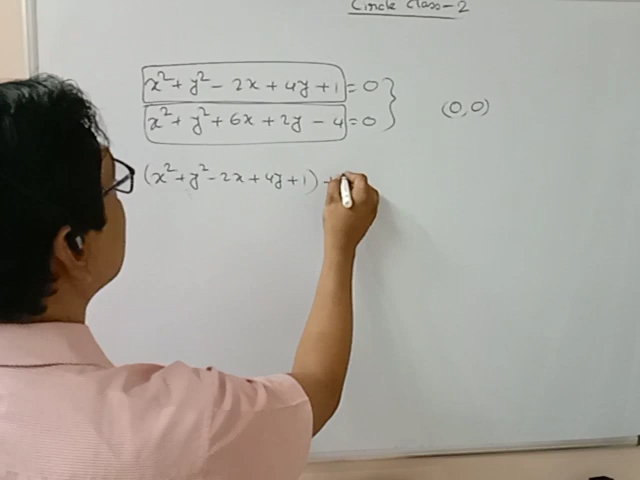 Circle Class-2
x²+y²-2x+4y+1=0
x²+y²+6x+2y-4=0
(0,0)
(x²+y²-2x+4y+1)